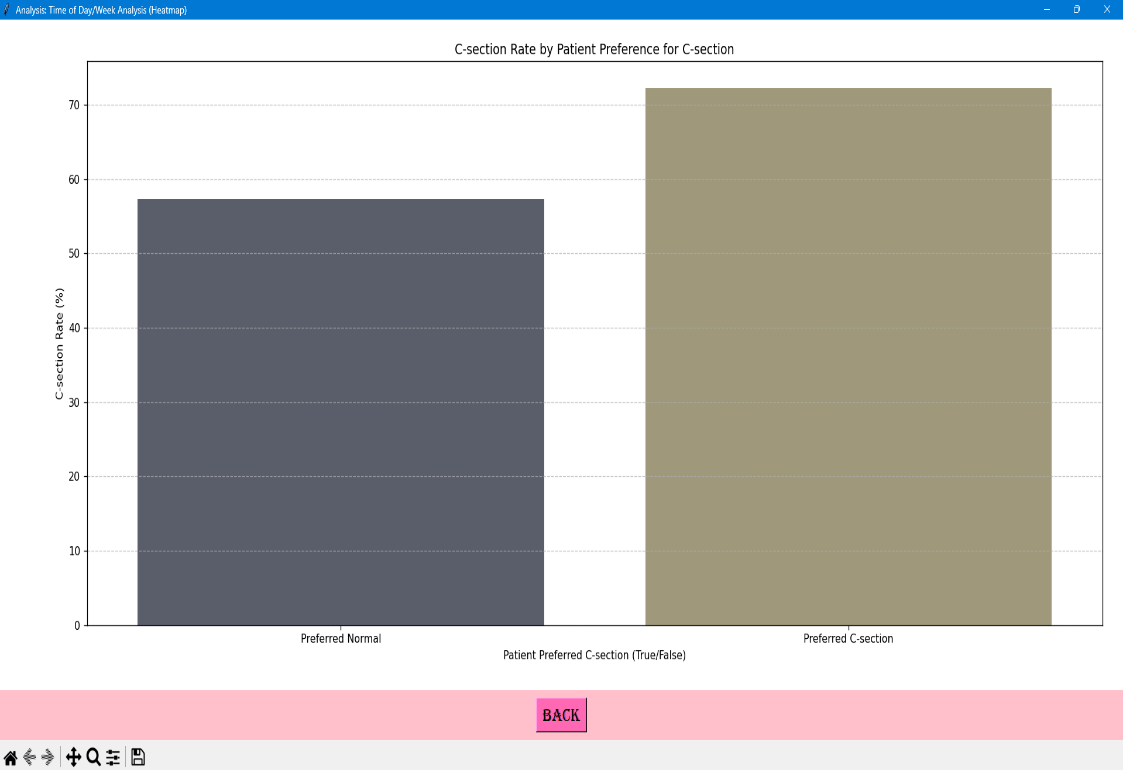 Analysis: Time of Day/Week Analysis (Heatmap)
C-section Rate by Patient Preference for C-section
70
60
50
40
30
20
10
0
C-section Rate (%)
Preferred Normal
Preferred C-section
Patient Preferred C-section (True/False)
BACK